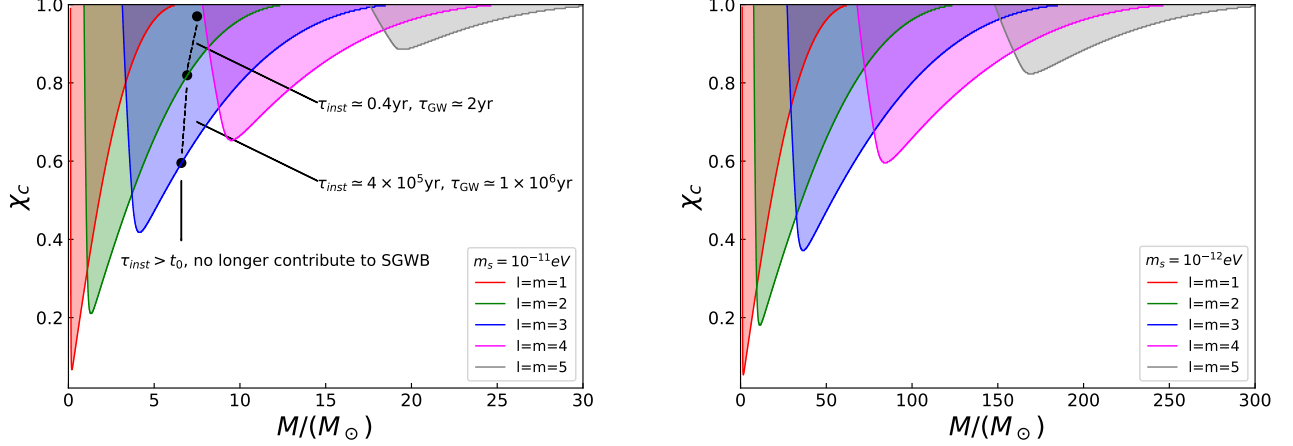 1.0
0.8
0.6
0.4
0.2
χc
τinst ≃ 0.4yr, τGW ≃ 2yr
τinst ≃ 4 × 10⁵yr, τGW ≃ 1 × 10⁶yr
τinst > t₀, no longer contribute to SGWB
mₛ = 10⁻¹¹eV
l=m=1
l=m=2
l=m=3
l=m=4
l=m=5
0 5 10 15 20 25 30
M/(M⊙)
1.0
0.8
0.6
0.4
0.2
χc
mₛ = 10⁻¹²eV
l=m=1
l=m=2
l=m=3
l=m=4
l=m=5
0 50 100 150 200 250 300
M/(M⊙)